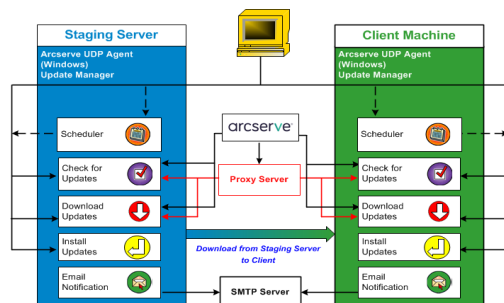 Staging Server
Arcserve UDP Agent
(Windows)
Update Manager
Scheduler
Check for
Updates
Download
Updates
Install
Updates
Email
Notification
arcserve
Proxy Server
Download from Staging Server
to Client
SMTP Server
Client Machine
Arcserve UDP Agent
(Windows)
Update Manager
Scheduler
Check for
Updates
Download
Updates
Install
Updates
Email
Notification